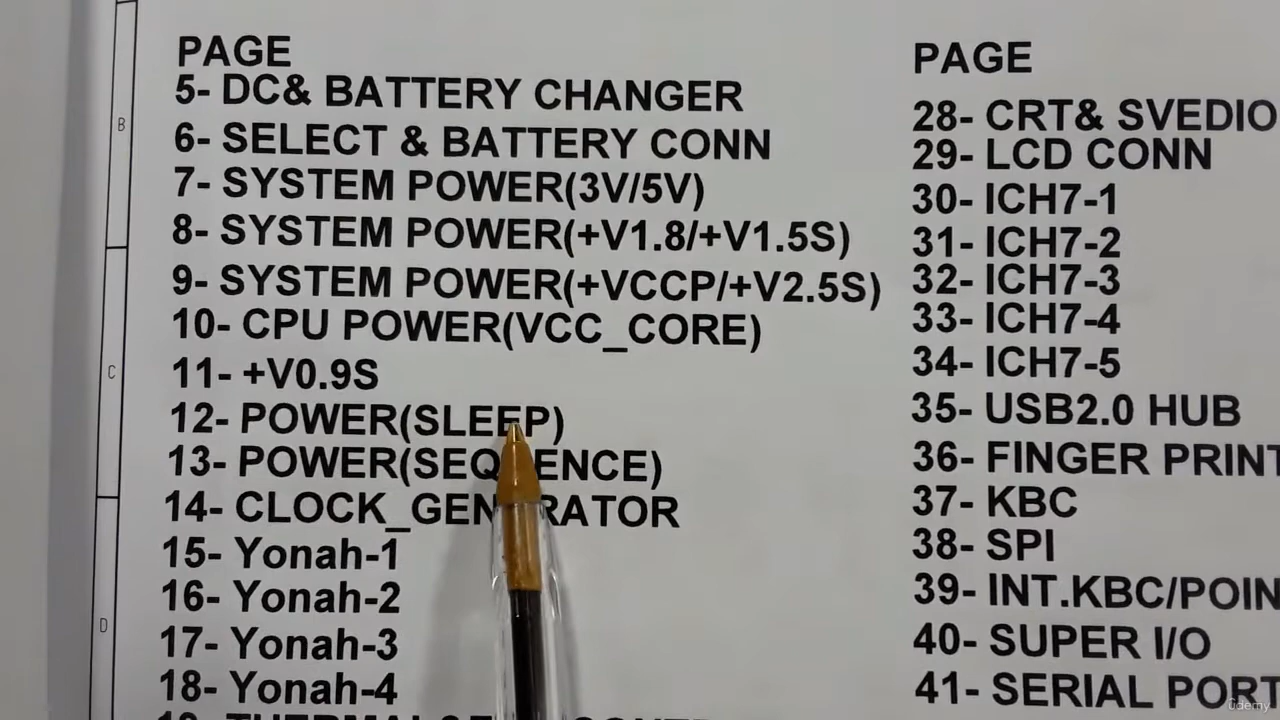 PAGE
5- DC& BATTERY CHANGER
6- SELECT & BATTERY CONN
7- SYSTEM POWER(3V/5V)
8- SYSTEM POWER(+V1.8/+V1.5S)
9- SYSTEM POWER(+VCCP/+V2.5S)
10- CPU POWER(VCC_CORE)
11- +V0.9S
12- POWER(SLEEP)
13- POWER(SEQUENCE)
14- CLOCK_GENERATOR
15- Yonah-1
16- Yonah-2
17- Yonah-3
18- Yonah-4
PAGE
28- CRT& SVEDIO
29- LCD CONN
30- ICH7-1
31- ICH7-2
32- ICH7-3
33- ICH7-4
34- ICH7-5
35- USB2.0 HUB
36- FINGER PRINT
37- KBC
38- SPI
39- INT.KBC/POIN
40- SUPER I/O
41- SERIAL PORT
B
C
D
ûdemy